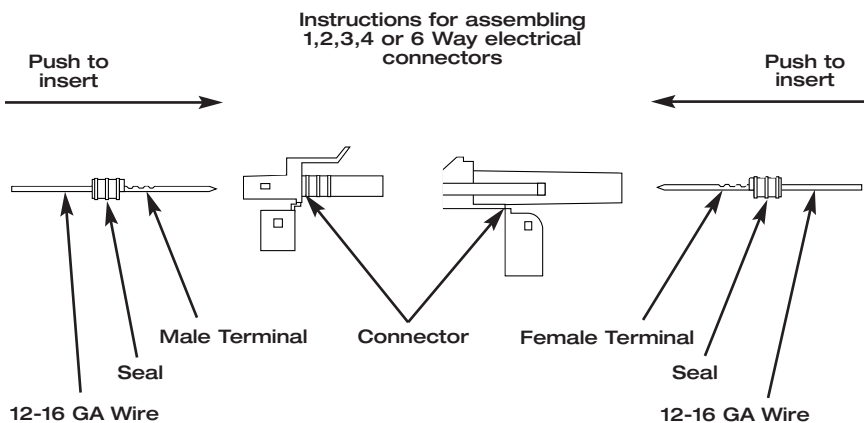 Instructions for assembling
1,2,3,4 or 6 Way electrical
connectors
Push to
insert
Push to
insert
Male Terminal
Connector
Female Terminal
Seal
Seal
12-16 GA Wire
12-16 GA Wire